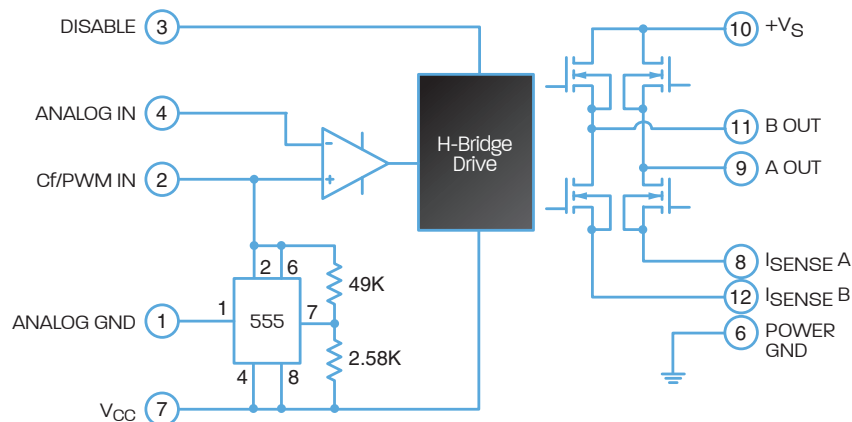 DISABLE 3
10 +VS
ANALOG IN 4
- 
H-Bridge
Drive
11 B OUT
Cf/PWM IN 2
+
9 A OUT
2 6
49K
8 ISENSE A
12 ISENSE B
ANALOG GND 1
1 555 7
6 POWER
GND
2.58K
4 8
VCC 7